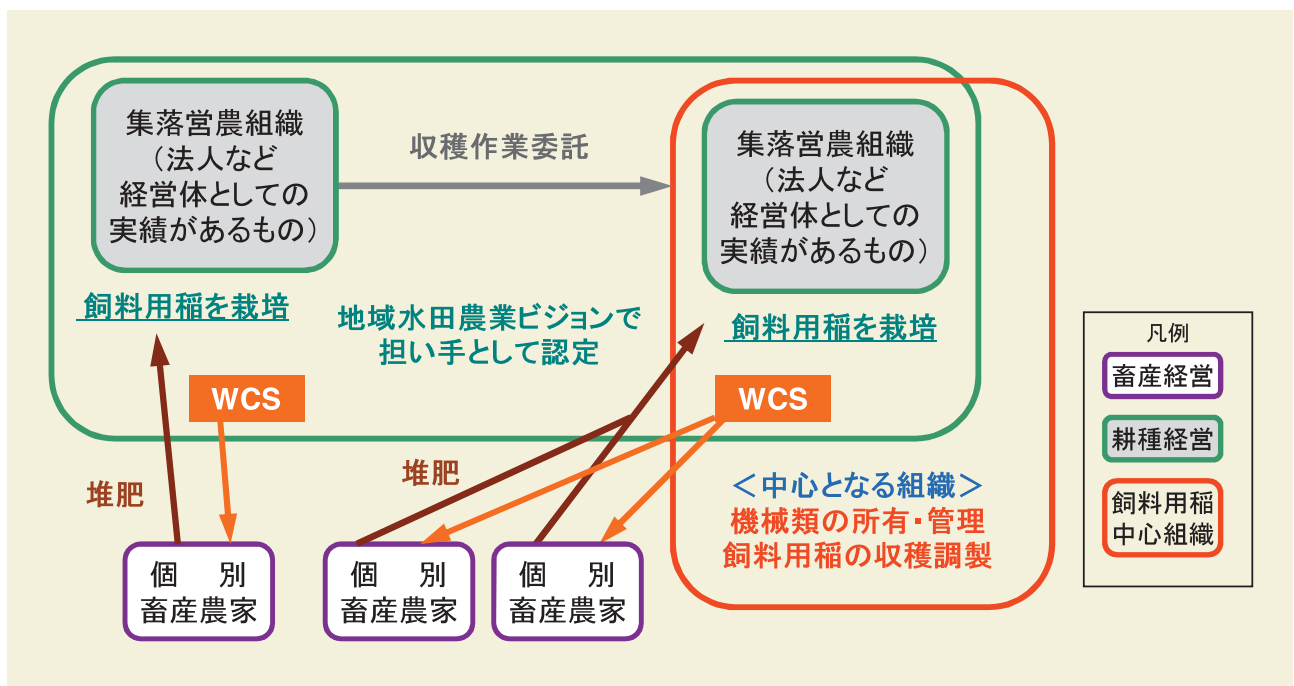 集落営農組織
（法人など
経営体としての
実績があるもの）
収穫作業委託
集落営農組織
（法人など
経営体としての
実績があるもの）
飼料用稲を栽培
地域水田農業ビジョンで
担い手として認定
飼料用稲を栽培
WCS
WCS
堆肥
堆肥
＜中心となる組織＞
機械類の所有・管理
飼料用稲の収穫調製
個　別
畜産農家
個　別
畜産農家
個　別
畜産農家
凡例
畜産経営
耕種経営
飼料用稲
中心組織